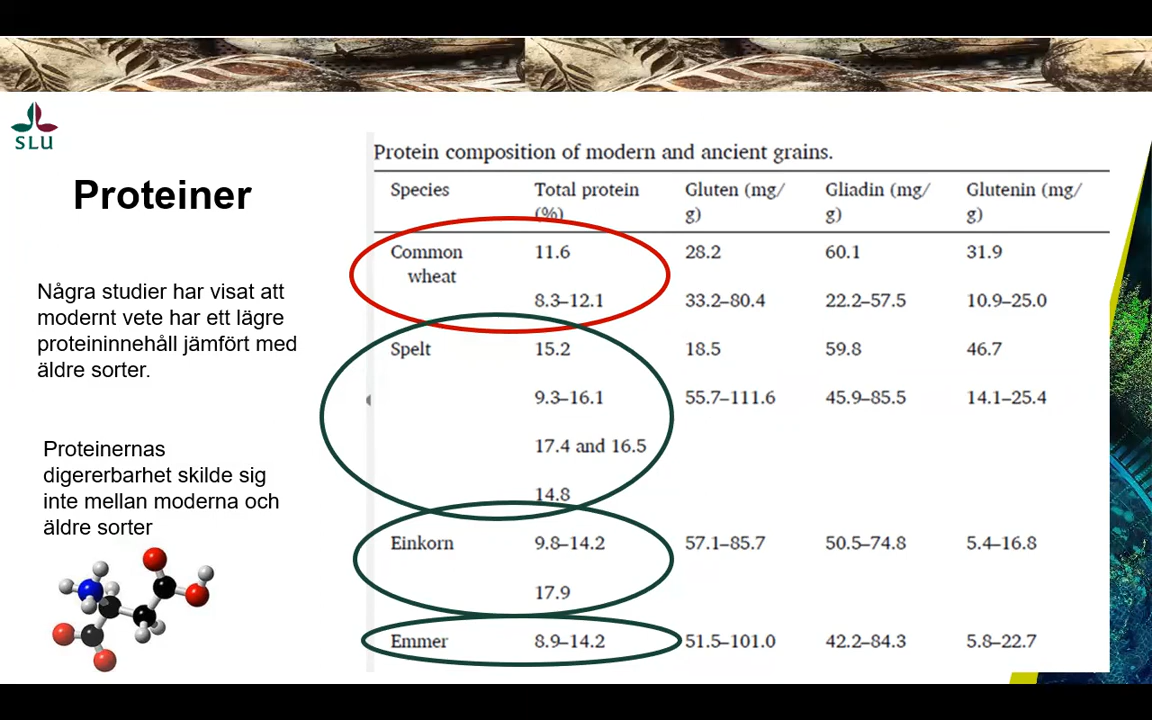 SLU
Proteiner
Några studier har visat att
modernt vete har ett lägre
proteininnehåll jämfört med
äldre sorter.
Proteinernas
digererbarhet skilde sig
inte mellan moderna och
äldre sorter
Protein composition of modern and ancient grains.
Species Total protein (%) Gluten (mg/g) Gliadin (mg/g) Glutenin (mg/g)
Common wheat 11.6 28.2 60.1 31.9
8.3–12.1 33.2–80.4 22.2–57.5 10.9–25.0
Spelt 15.2 18.5 59.8 46.7
9.3–16.1 55.7–111.6 45.9–85.5 14.1–25.4
17.4 and 16.5
14.8
Einkorn 9.8–14.2 57.1–85.7 50.5–74.8 5.4–16.8
17.9
Emmer 8.9–14.2 51.5–101.0 42.2–84.3 5.8–22.7